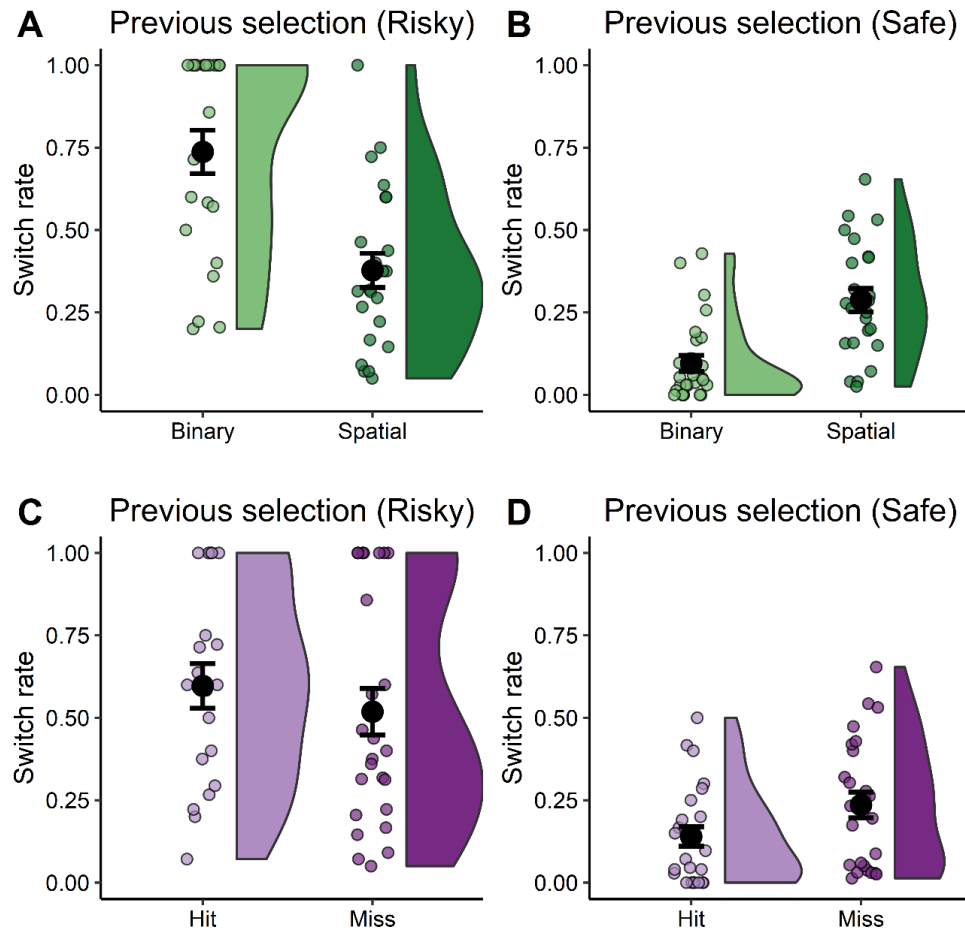 A Previous selection (Risky)
Switch rate
1.00
0.75
0.50
0.25
0.00
Binary Spatial
B Previous selection (Safe)
Switch rate
1.00
0.75
0.50
0.25
0.00
Binary Spatial
C Previous selection (Risky)
Switch rate
1.00
0.75
0.50
0.25
0.00
Hit Miss
D Previous selection (Safe)
Switch rate
1.00
0.75
0.50
0.25
0.00
Hit Miss